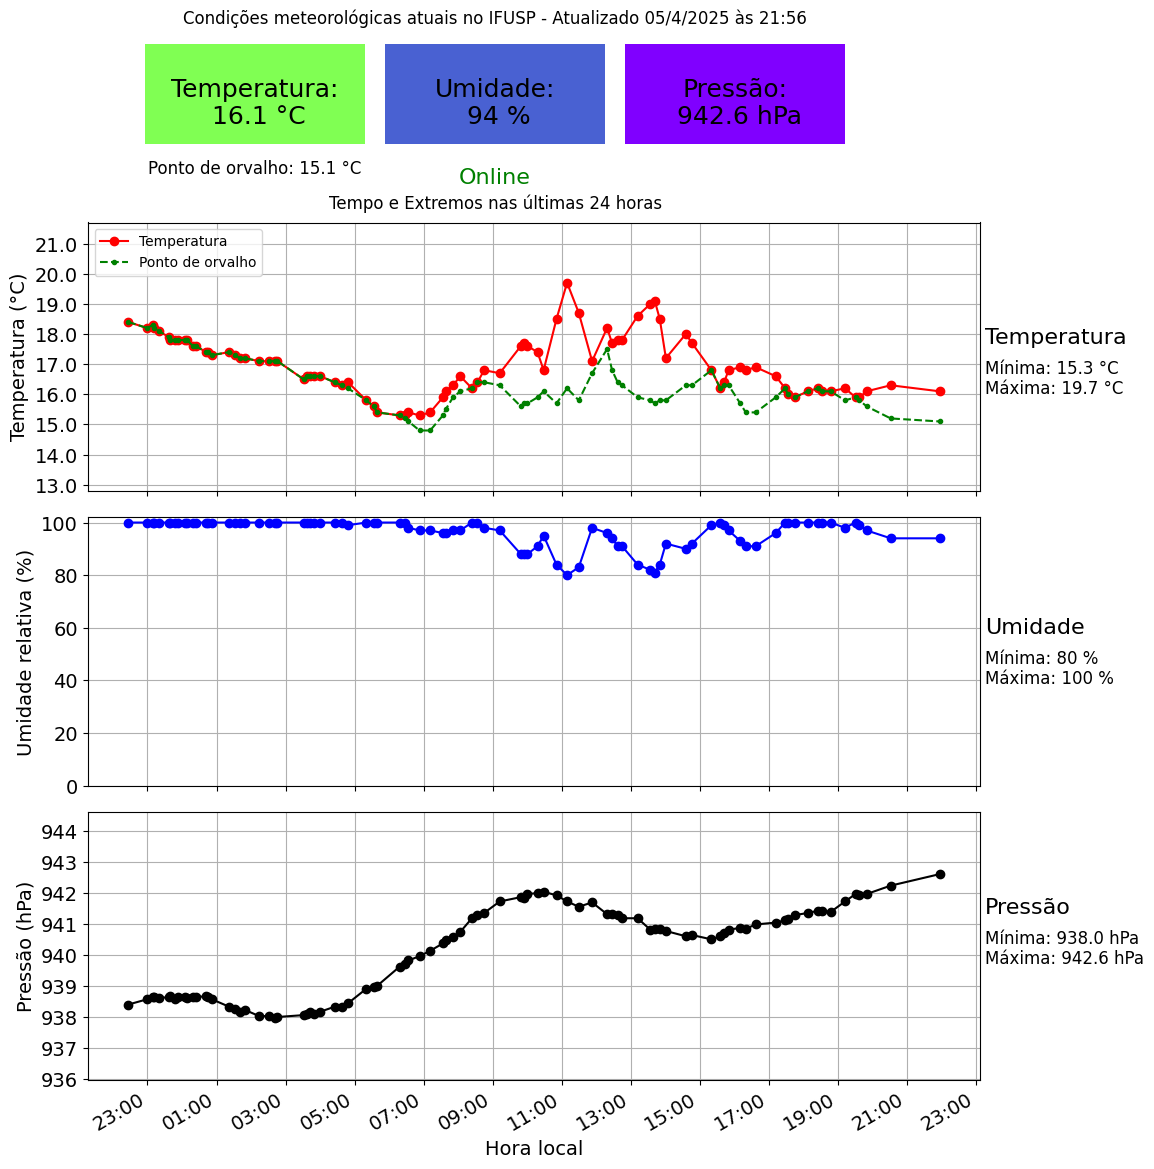 Condições meteorológicas atuais no IFUSP - Atualizado 05/4/2025 às 21:56
Temperatura:
16.1 °C
Umidade:
94 %
Pressão:
942.6 hPa
Ponto de orvalho: 15.1 °C
Online
Tempo e Extremos nas últimas 24 horas
Temperatura
Ponto de orvalho
Temperatura (°C)
21.0
20.0
19.0
18.0
17.0
16.0
15.0
14.0
13.0
Temperatura
Mínima: 15.3 °C
Máxima: 19.7 °C
Umidade relativa (%)
100
80
60
40
20
0
Umidade
Mínima: 80 %
Máxima: 100 %
Pressão (hPa)
944
943
942
941
940
939
938
937
936
Pressão
Mínima: 938.0 hPa
Máxima: 942.6 hPa
23:00 01:00 03:00 05:00 07:00 09:00 11:00 13:00 15:00 17:00 19:00 21:00 23:00
Hora local